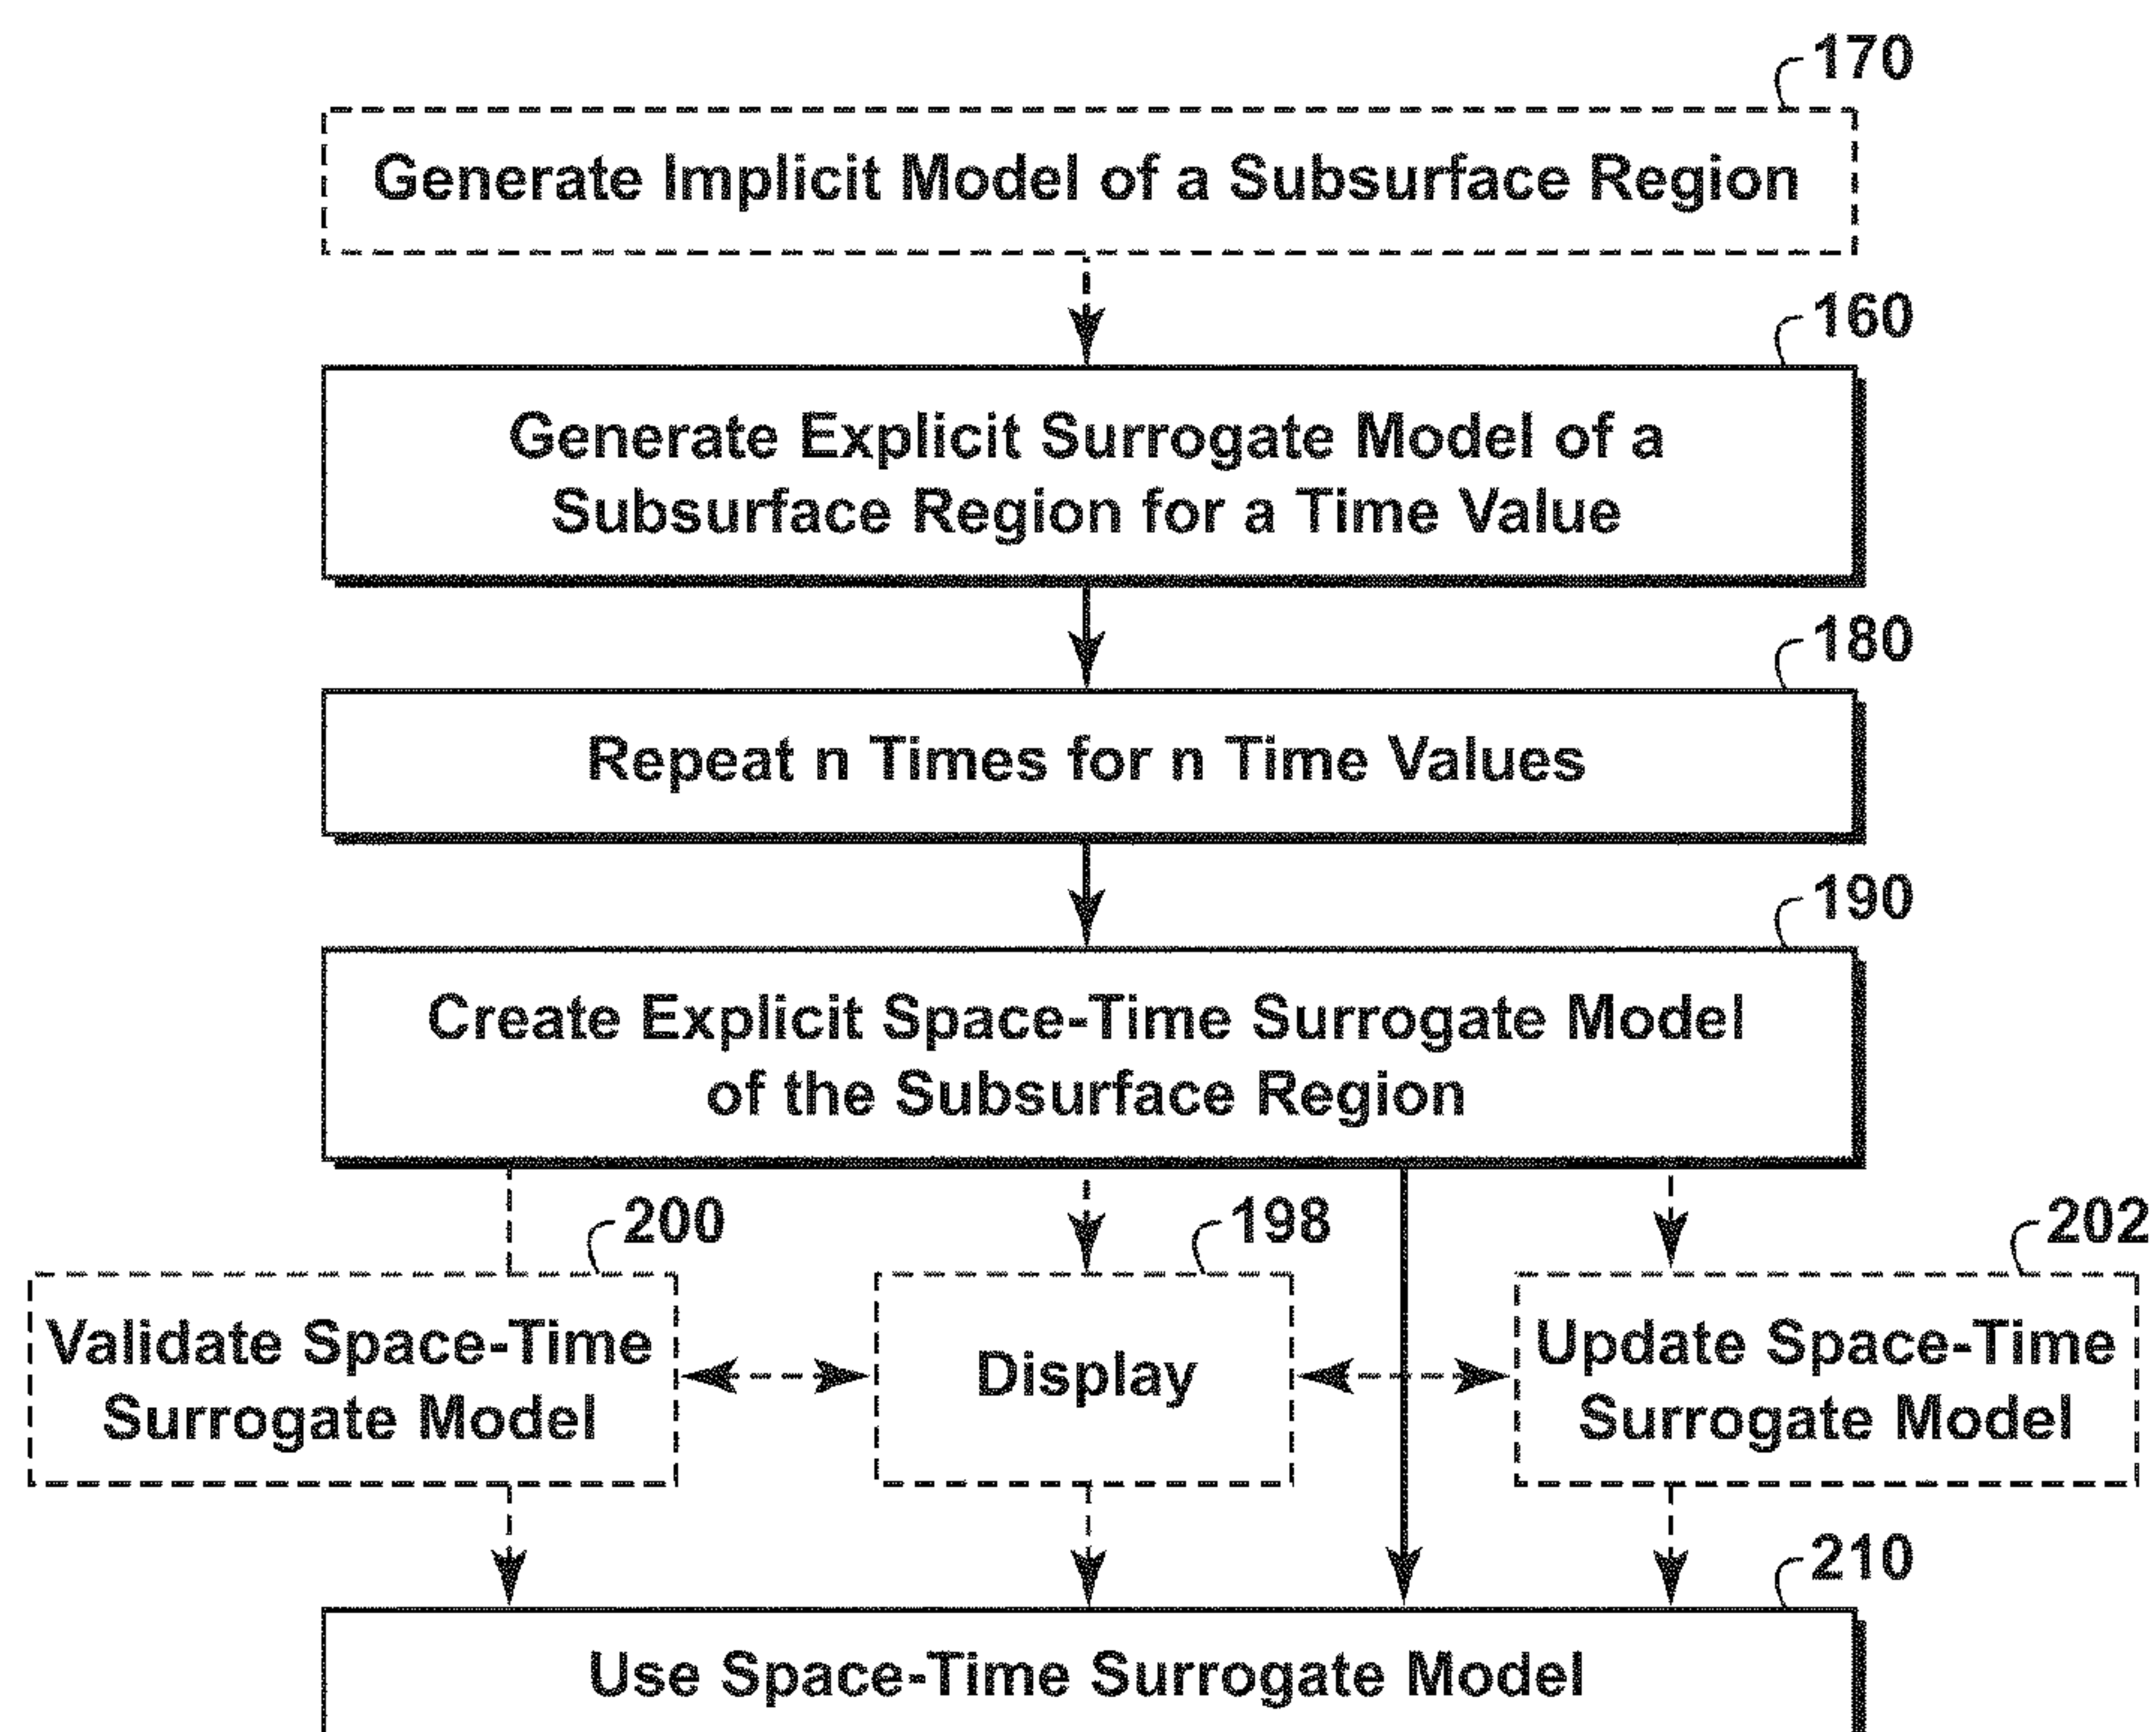 170
Generate Implicit Model of a Subsurface Region
160
Generate Explicit Surrogate Model of a
Subsurface Region for a Time Value
180
Repeat n Times for n Time Values
190
Create Explicit Space-Time Surrogate Model
of the Subsurface Region
200
198
202
Validate Space-Time
Surrogate Model
Display
Update Space-Time
Surrogate Model
210
Use Space-Time Surrogate Model